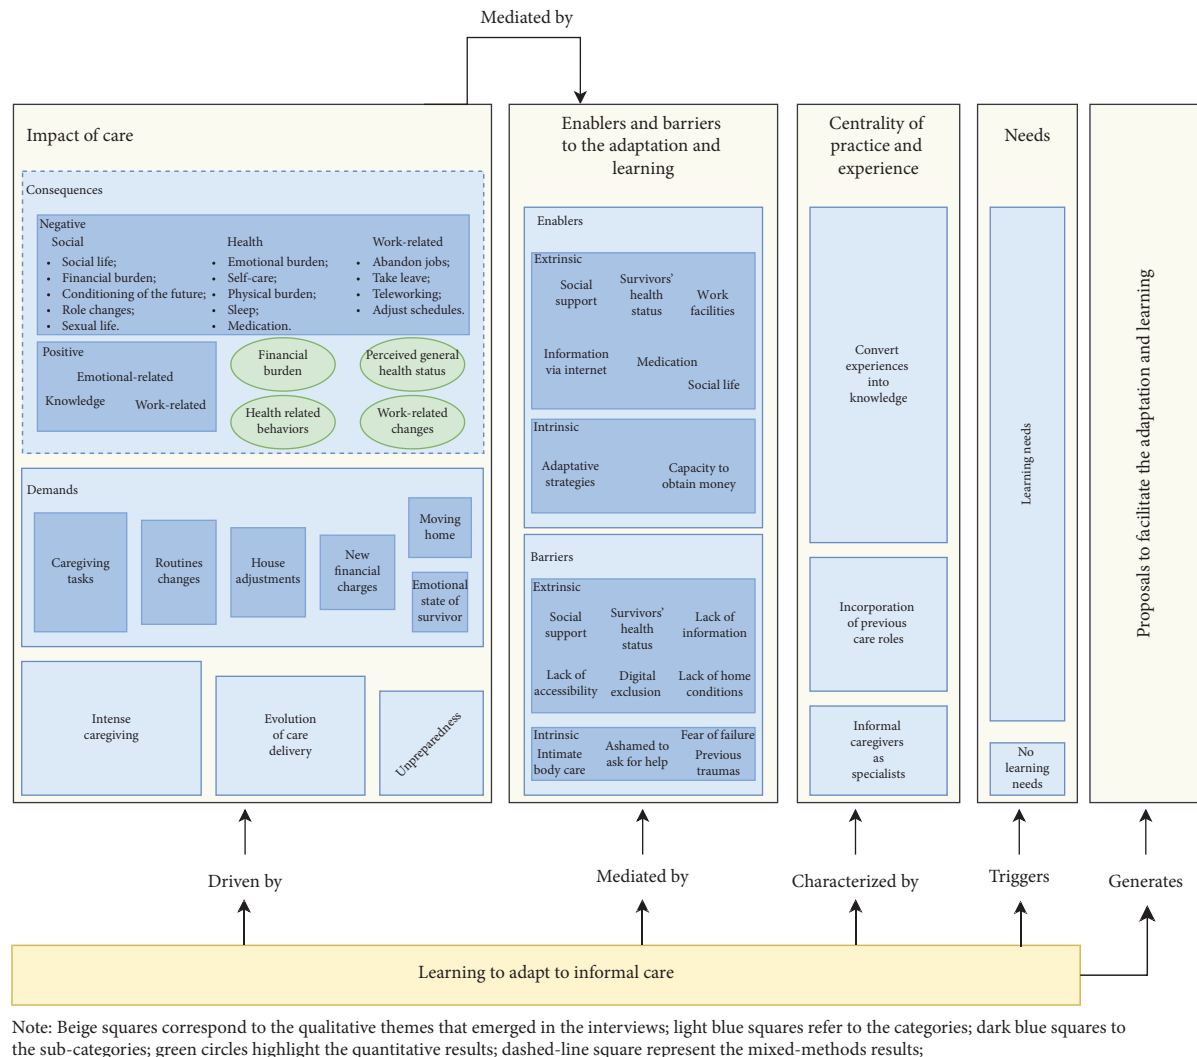 Mediated by
Impact of care
Consequences
Negative
Social
• Social life;
• Financial burden;
• Conditioning of the future;
• Role changes;
• Sexual life.
Health
• Emotional burden;
• Self-care;
• Physical burden;
• Sleep;
• Medication.
Work-related
• Abandon jobs;
• Take leave;
• Teleworking;
• Adjust schedules.
Positive
Emotional-related
Knowledge
Work-related
Financial
burden
Perceived general
health status
Health related
behaviors
Work-related
changes
Demands
Caregiving
tasks
Routines
changes
House
adjustments
New
financial
charges
Moving
home
Emotional
state of
survivor
Intense
caregiving
Evolution
of care
delivery
Unpreparedness
Enablers and barriers
to the adaptation and
learning
Enablers
Extrinsic
Social
support
Survivors’
health
status
Work
facilities
Information
via internet
Medication
Social life
Intrinsic
Adaptative
strategies
Capacity to
obtain money
Barriers
Extrinsic
Social
support
Survivors’
health
status
Lack of
information
Lack of
accessibility
Digital
exclusion
Lack of home
conditions
Intrinsic
Intimate
body care
Ashamed to
ask for help
Fear of failure
Previous
traumas
Centrality of
practice and
experience
Convert
experiences
into
knowledge
Incorporation
of previous
care roles
Informal
caregivers
as
specialists
Needs
Learning needs
No
learning
needs
Proposals to facilitate the adaptation and learning
Driven by
Mediated by
Characterized by
Triggers
Generates
Learning to adapt to informal care
Note: Beige squares correspond to the qualitative themes that emerged in the interviews; light blue squares refer to the categories; dark blue squares to
the sub-categories; green circles highlight the quantitative results; dashed-line square represent the mixed-methods results;